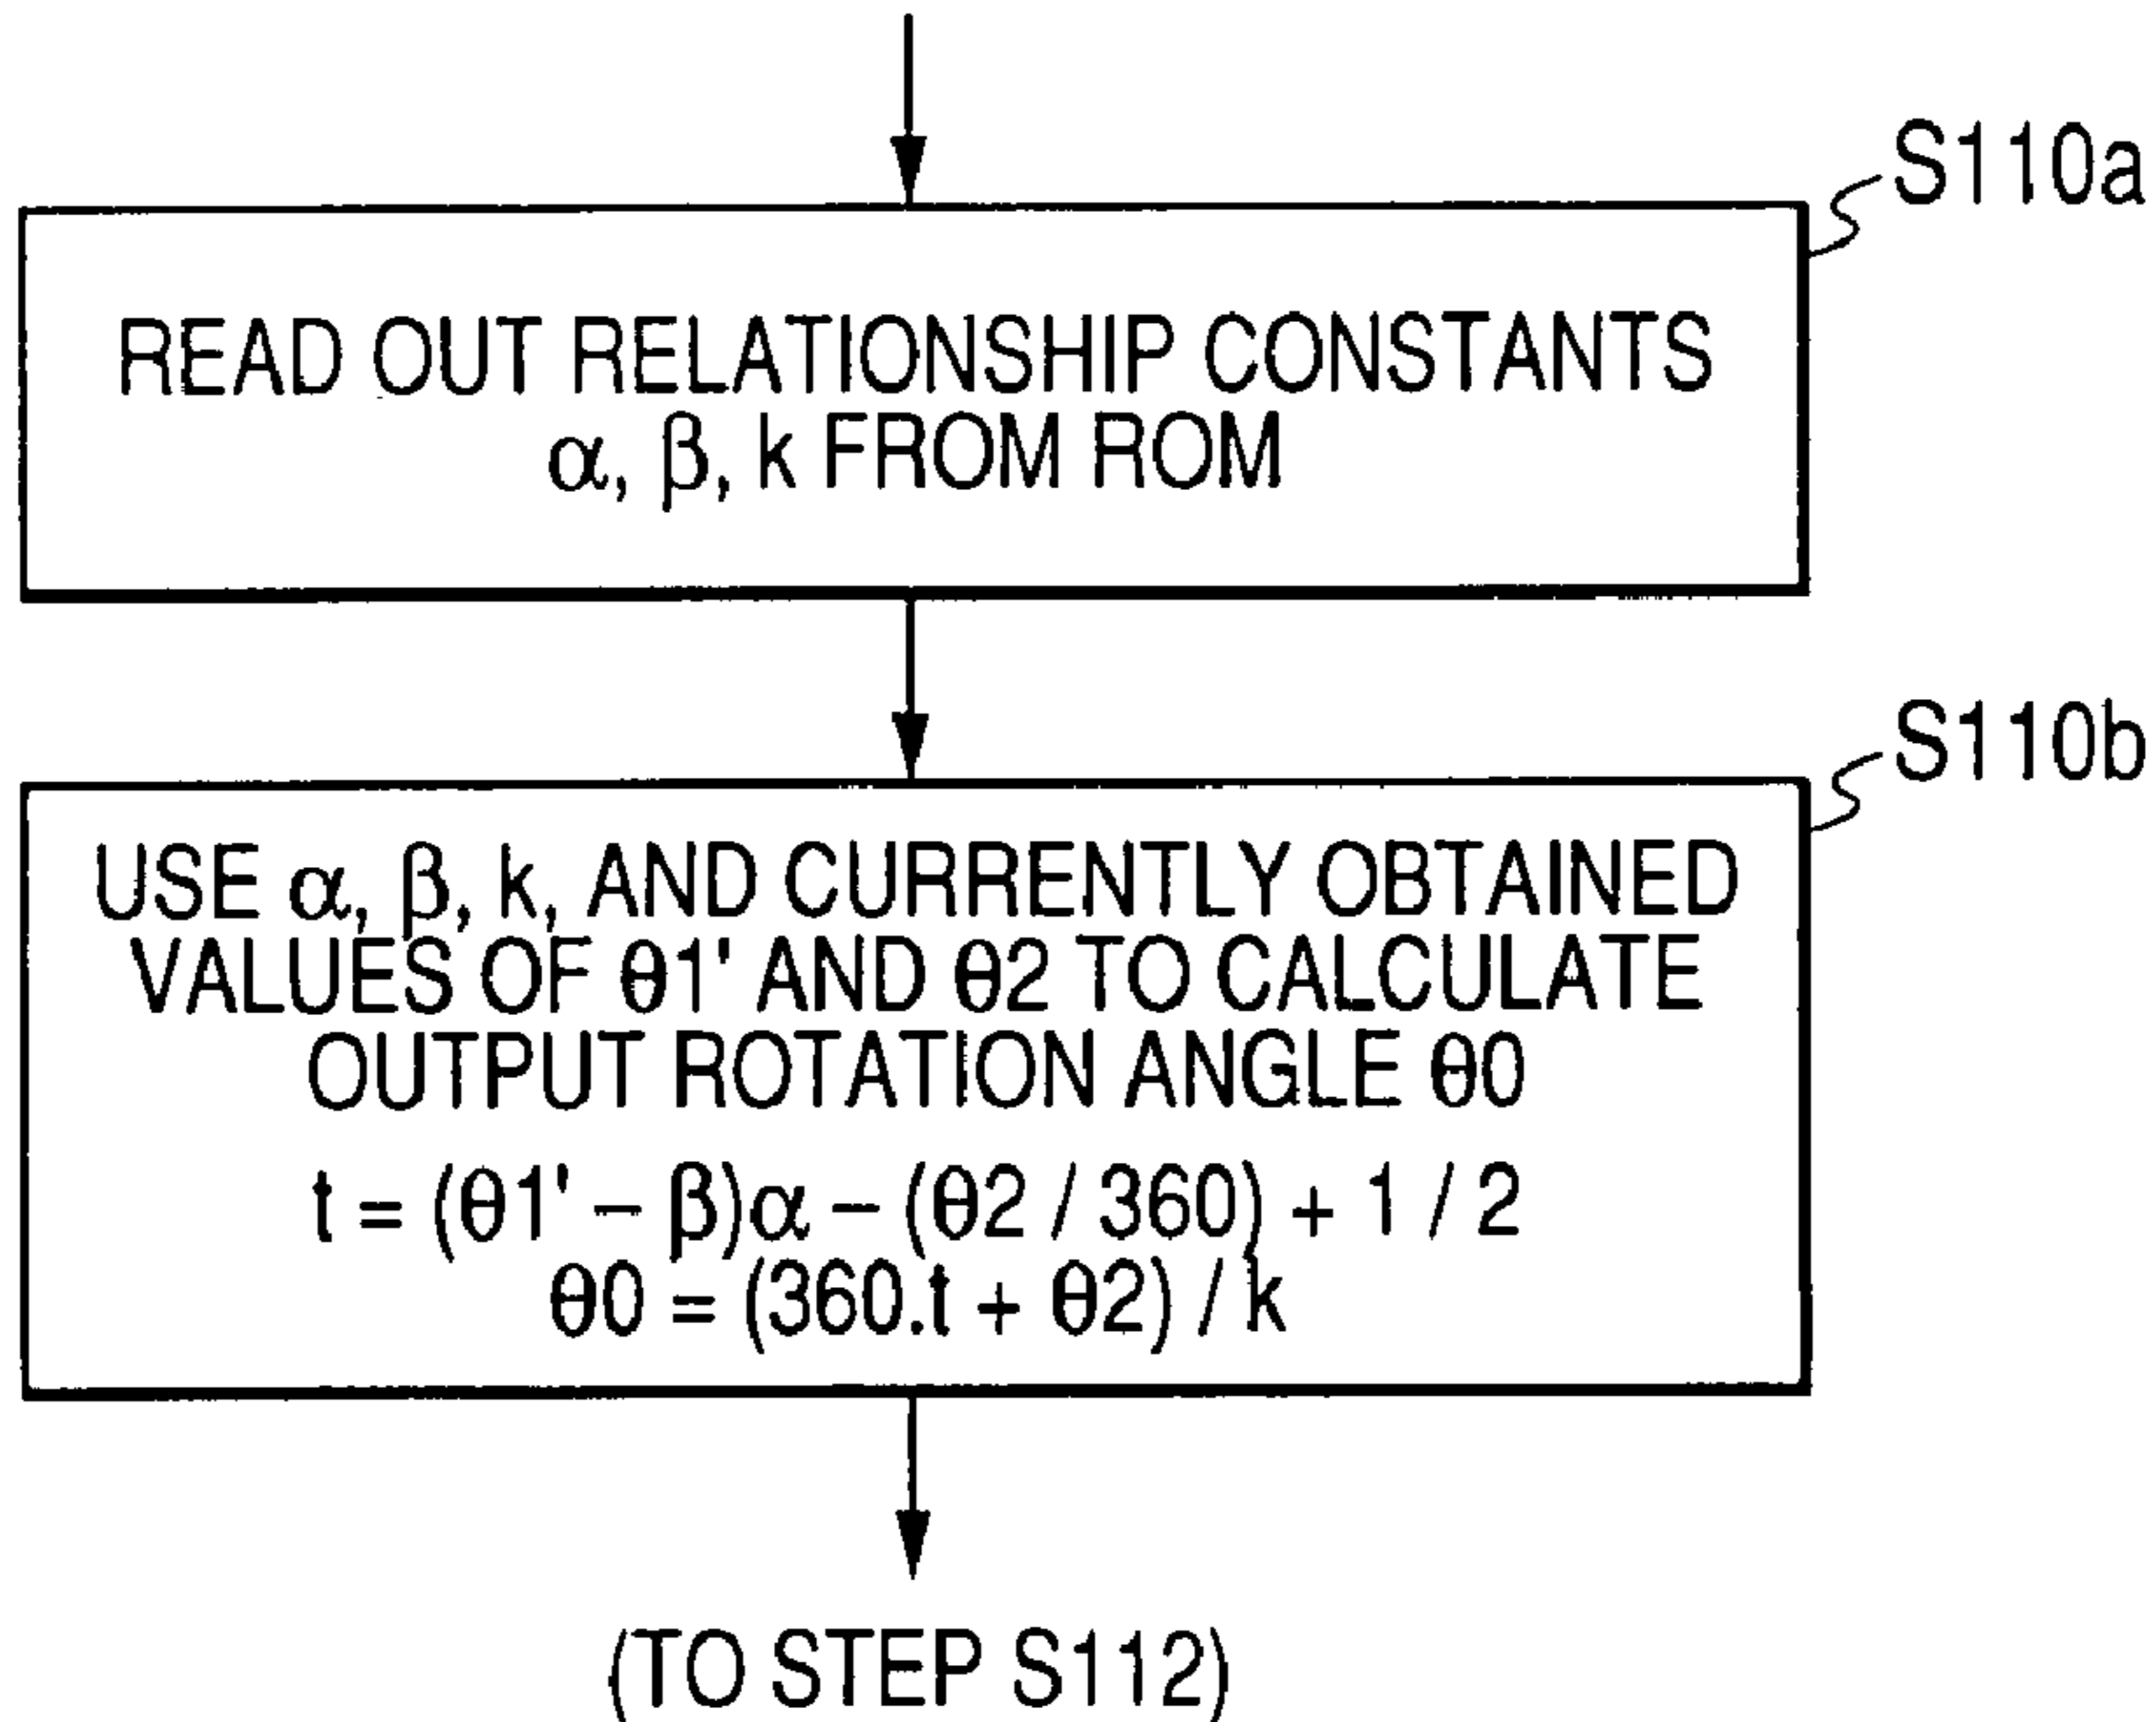 S110a
READ OUT RELATIONSHIP CONSTANTS
α, β, k FROM ROM
S110b
USE α, β, k, AND CURRENTLY OBTAINED
VALUES OF θ1' AND θ2 TO CALCULATE
OUTPUT ROTATION ANGLE θ0
t = (θ1' – β)α – (θ2 / 360) + 1 / 2
θ0 = (360.t + θ2) / k
(TO STEP S112)